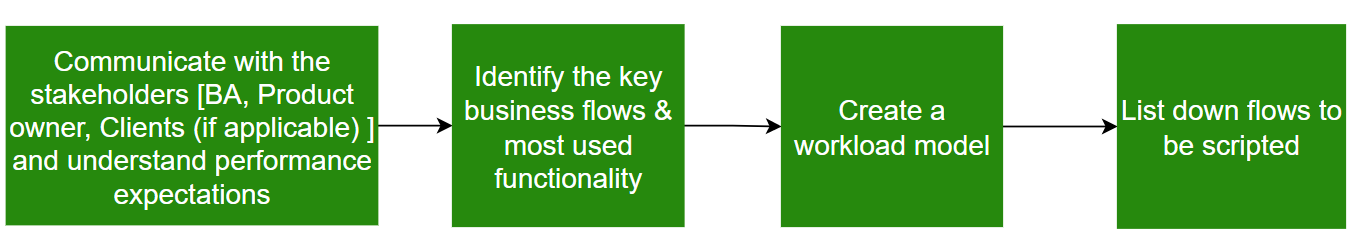 Communicate with the
stakeholders [BA, Product
owner, Clients (if applicable) ]
and understand performance
expectations
Identify the key
business flows &
most used
functionality
Create a
workload model
List down flows to
be scripted